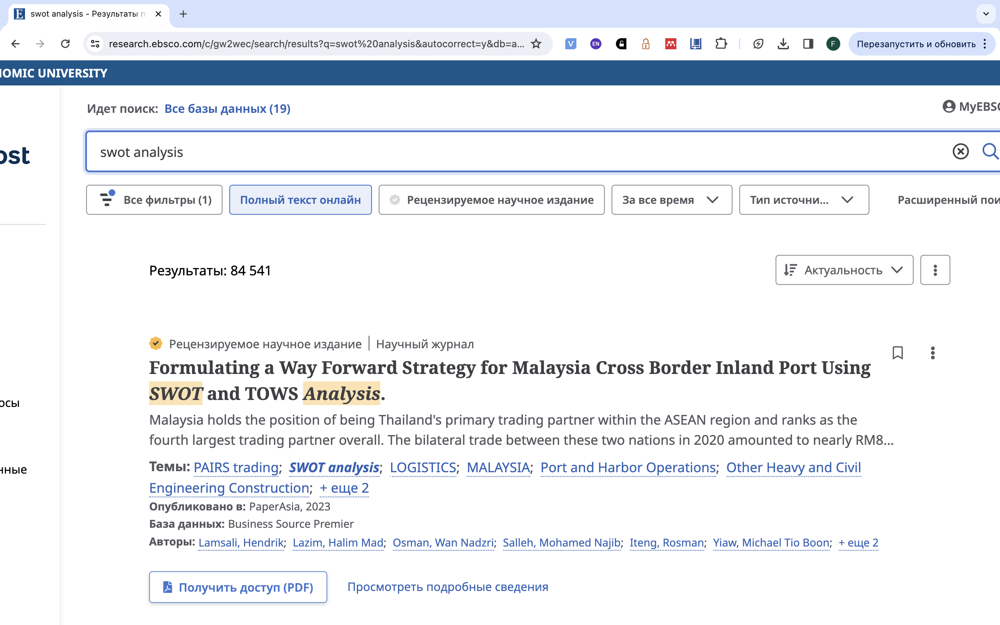 swot analysis - Результаты п
research.ebsco.com/c/gw2wec/search/results?q=swot%20analysis&autocorrect=y&db=a...
V
EN
F
Перезапустить и обновить
NOMIC UNIVERSITY
Идет поиск: Все базы данных (19)
MyEBSC
ost
swot analysis
Все фильтры (1)
Полный текст онлайн
Рецензируемое научное издание
За все время
Тип источни...
Расширенный пои
Результаты: 84 541
Актуальность
Рецензируемое научное издание | Научный журнал
Formulating a Way Forward Strategy for Malaysia Cross Border Inland Port Using
SWOT and TOWS Analysis.
осы
Malaysia holds the position of being Thailand's primary trading partner within the ASEAN region and ranks as the
fourth largest trading partner overall. The bilateral trade between these two nations in 2020 amounted to nearly RM8...
нные
Темы: PAIRS trading; SWOT analysis; LOGISTICS; MALAYSIA; Port and Harbor Operations; Other Heavy and Civil
Engineering Construction; + еще 2
Опубликовано в: PaperAsia, 2023
База данных: Business Source Premier
Авторы: Lamsali, Hendrik; Lazim, Halim Mad; Osman, Wan Nadzri; Salleh, Mohamed Najib; Iteng, Rosman; Yiaw, Michael Tio Boon; + еще 2
Получить доступ (PDF)
Просмотреть подробные сведения